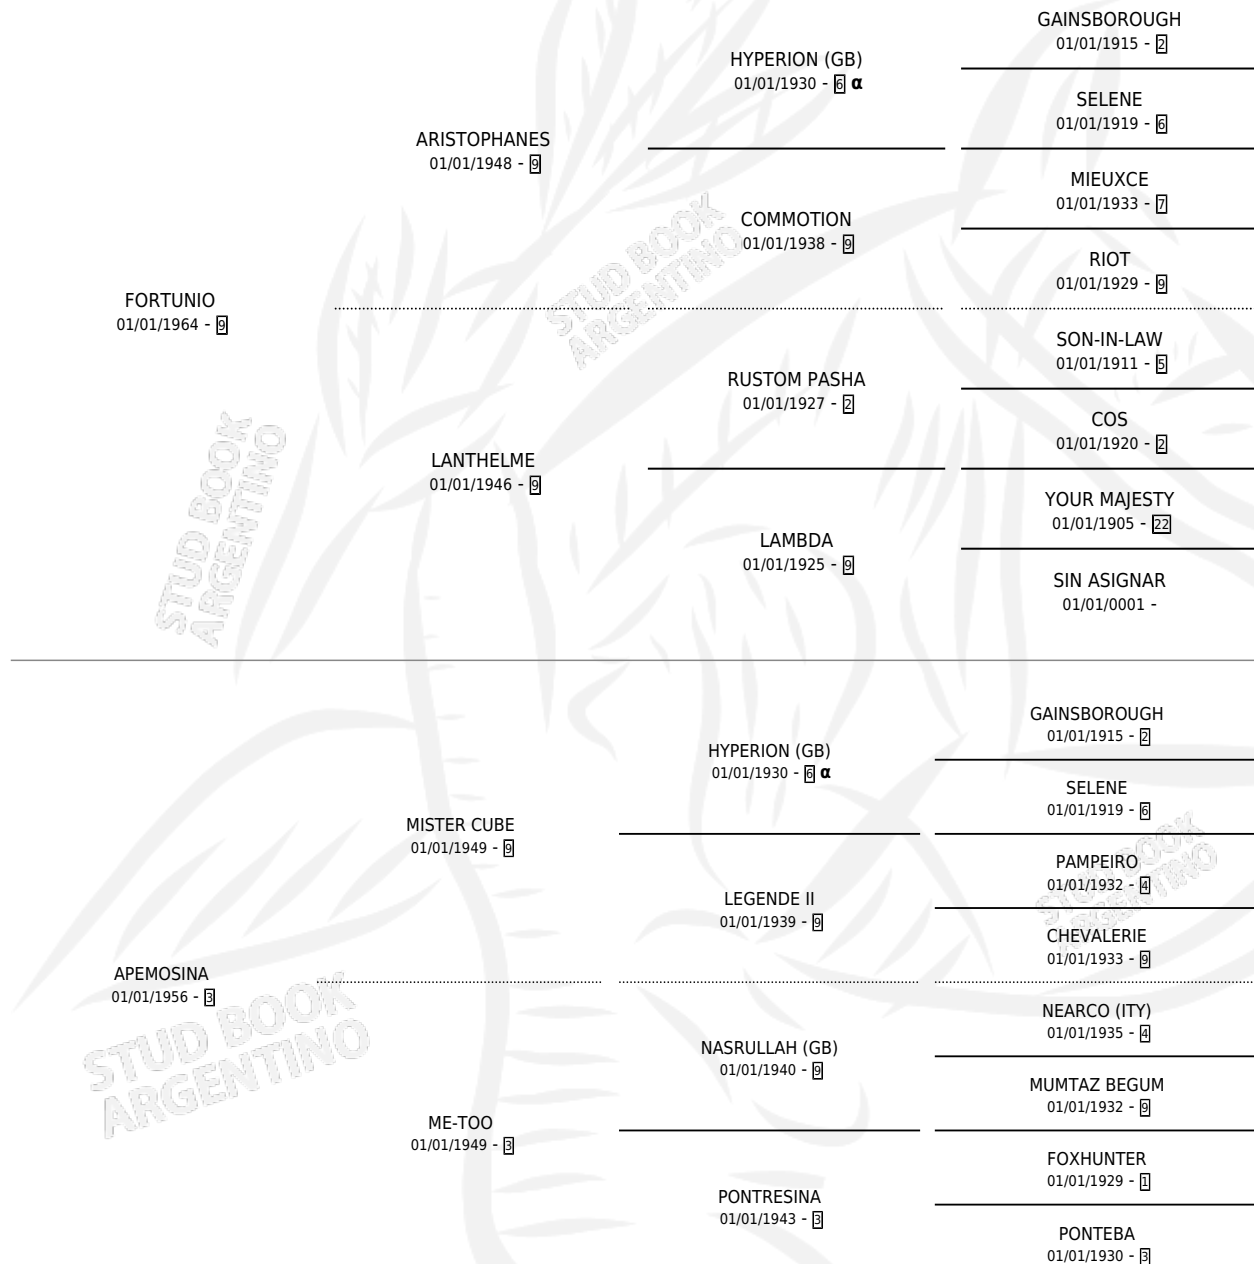 GAINSBOROUGH
01/01/1915 - 2
HYPERION (GB)
01/01/1930 - 6 α
SELENE
01/01/1919 - 6
ARISTOPHANES
01/01/1948 - 9
MIEUXCE
01/01/1933 - 7
COMMOTION
01/01/1938 - 9
RIOT
01/01/1929 - 9
FORTUNIO
01/01/1964 - 9
STUD BOOK
ARGENTINO
SON-IN-LAW
01/01/1911 - 5
RUSTOM PASHA
01/01/1927 - 2
COS
01/01/1920 - 2
LANTHELME
01/01/1946 - 9
YOUR MAJESTY
01/01/1905 - 22
LAMBDA
01/01/1925 - 9
SIN ASIGNAR
01/01/0001 -
STUD BOOK
ARGENTINO
GAINSBOROUGH
01/01/1915 - 2
HYPERION (GB)
01/01/1930 - 6 α
SELENE
01/01/1919 - 6
MISTER CUBE
01/01/1949 - 9
PAMPEIRO
01/01/1932 - 4
LEGENDE II
01/01/1939 - 9
CHEVALERIE
01/01/1933 - 9
STUD BOOK
ARGENTINO
APEMOSINA
01/01/1956 - 3
STUD BOOK
ARGENTINO
NEARCO (ITY)
01/01/1935 - 4
NASRULLAH (GB)
01/01/1940 - 9
MUMTAZ BEGUM
01/01/1932 - 9
ME-TOO
01/01/1949 - 3
FOXHUNTER
01/01/1929 - 1
PONTRESINA
01/01/1943 - 3
PONTEBA
01/01/1930 - 3